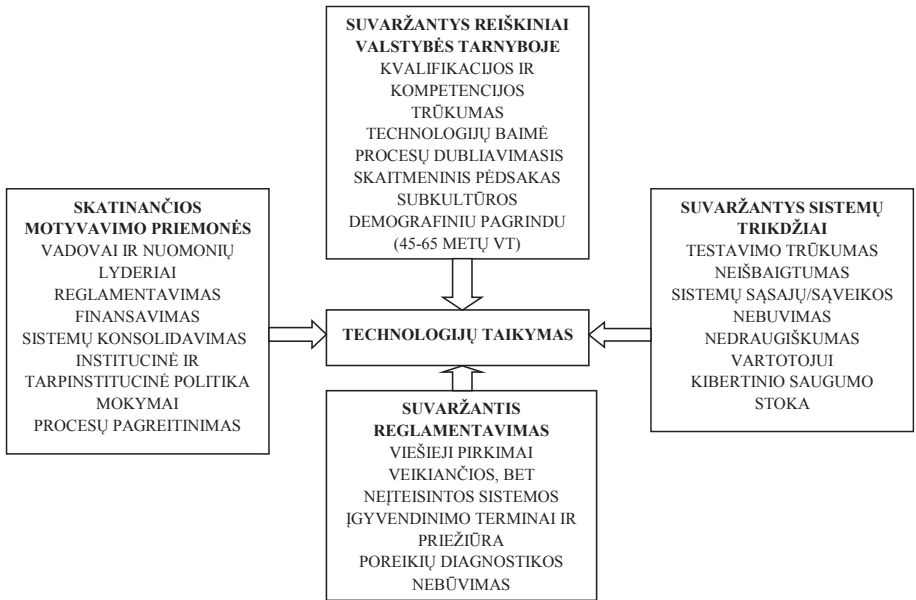 SUVARŽANTYS REIŠKINIAI
VALSTYBĖS TARNYBOJE
KVALIFIKACIJOS IR
KOMPETENCIJOS
TRŪKUMAS
TECHNOLOGIJŲ BAIMĖ
PROCESŲ DUBLIAVIMASIS
SKAITMENINIS PĖDSAKAS
SUBKULTŪROS
DEMOGRAFINIU PAGRINDU
(45-65 METŲ VT)
SKATINANČIOS
MOTYVAVIMO PRIEMONĖS
VADOVAI IR NUOMONIŲ
LYDERIAI
REGLAMENTAVIMAS
FINANSAVIMAS
SISTEMŲ KONSOLIDAVIMAS
INSTITUCINĖ IR
TARPINSTITUCINĖ POLITIKA
MOKYMAI
PROCESŲ PAGREITINIMAS
TECHNOLOGIJŲ TAIKYMAS
SUVARŽANTYS SISTEMŲ
TRIKDŽIAI
TESTAVIMO TRŪKUMAS
NEIŠBAIGTUMAS
SISTEMŲ SĄSAJŲ/SĄVEIKOS
NEBUVIMAS
NEDRAUGIŠKUMAS
VARTOTOJUI
KIBERTINIO SAUGUMO
STOKA
SUVARŽANTIS
REGLAMENTAVIMAS
VIEŠIEJI PIRKIMAI
VEIKIANČIOS, BET
NEĮTEISINTOS SISTEMOS
ĮGYVENDINIMO TERMINAI IR
PRIEŽIŪRA
POREIKIŲ DIAGNOSTIKOS
NEBŪVIMAS